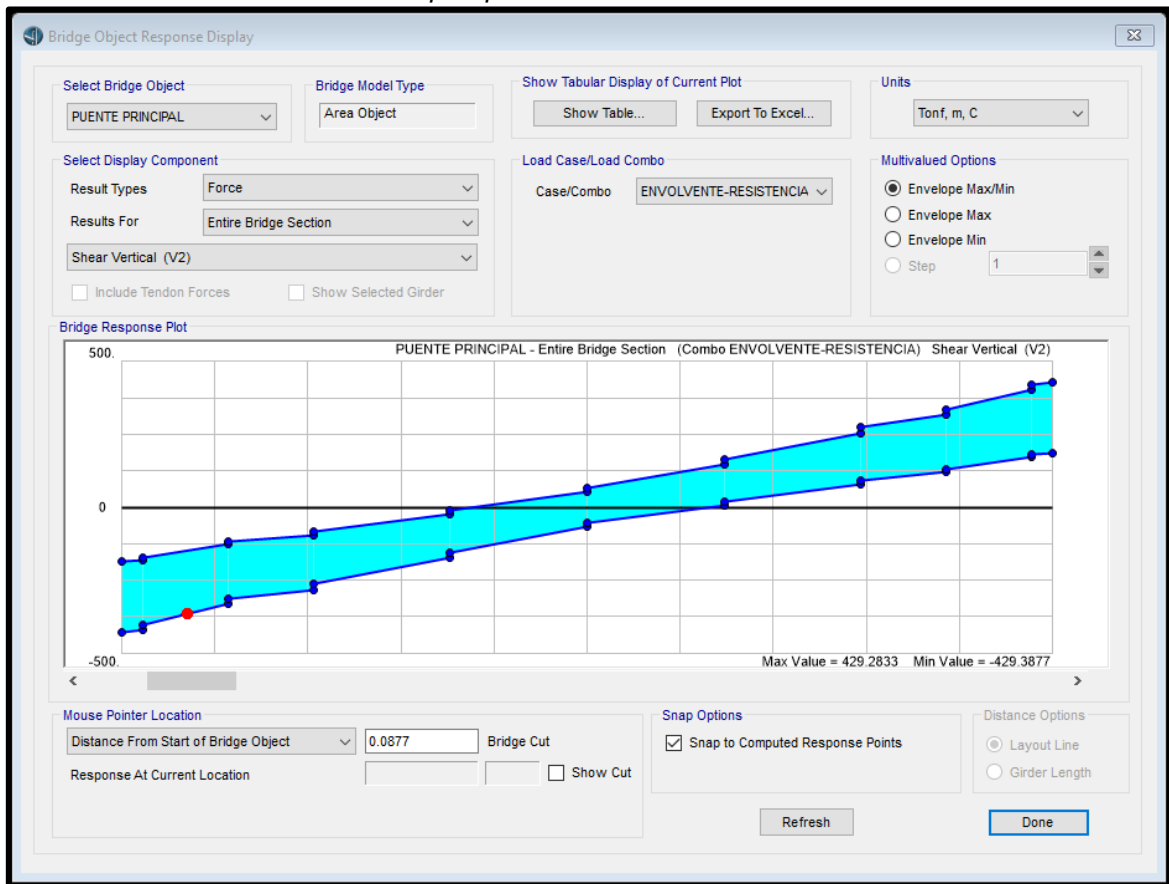 Bridge Object Response Display
Select Bridge Object
PUENTE PRINCIPAL
Bridge Model Type
Area Object
Show Tabular Display of Current Plot
Show Table...
Export To Excel...
Units
Tonf, m, C
Select Display Component
Result Types
Force
Results For
Entire Bridge Section
Shear Vertical (V2)
Include Tendon Forces
Show Selected Girder
Load Case/Load Combo
Case/Combo
ENVOLVENTE-RESISTENCIA
Multivalued Options
Envelope Max/Min
Envelope Max
Envelope Min
Step
1
Bridge Response Plot
PUENTE PRINCIPAL - Entire Bridge Section (Combo ENVOLVENTE-RESISTENCIA) Shear Vertical (V2)
500.
0
-500.
Max Value = 429.2833 Min Value = -429.3877
Mouse Pointer Location
Distance From Start of Bridge Object
0.0877
Bridge Cut
Response At Current Location
Show Cut
Snap Options
Snap to Computed Response Points
Distance Options
Layout Line
Girder Length
Refresh
Done